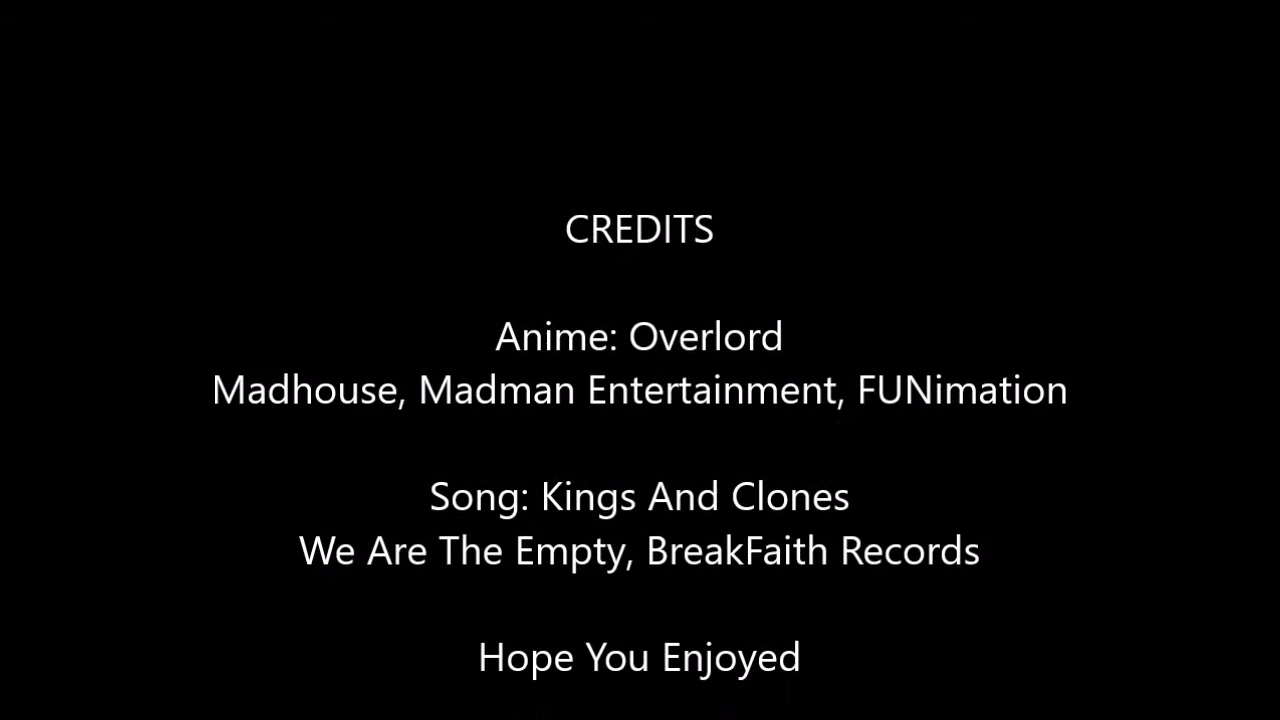 CREDITS
Anime: Overlord
Madhouse, Madman Entertainment, FUNimation
Song: Kings And Clones
We Are The Empty, BreakFaith Records
Hope You Enjoyed